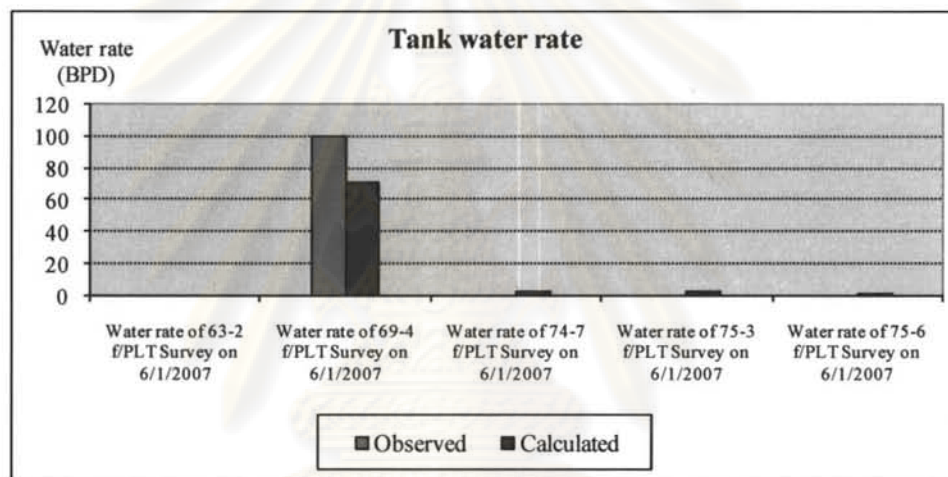 Tank water rate
Water rate
(BPD)
120
100
80
60
40
20
0
Water rate of 63-2
f/PLT Survey on
6/1/2007
Water rate of 69-4
f/PLT Survey on
6/1/2007
Water rate of 74-7
f/PLT Survey on
6/1/2007
Water rate of 75-3
f/PLT Survey on
6/1/2007
Water rate of 75-6
f/PLT Survey on
6/1/2007
Observed
Calculated